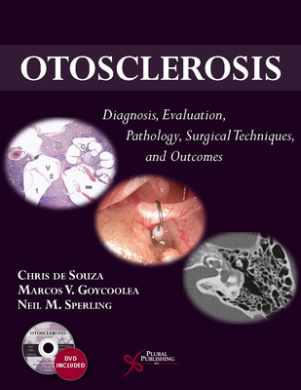 OTOSCLEROSIS
Diagnosis, Evaluation,
Pathology, Surgical Techniques,
and Outcomes
CHRIS DE SOUZA
MARCOS V. GOYCOOLEA
NEIL M. SPERLING
OTOSCLEROSIS
DVD
INCLUDED
PLURAL
PUBLISHING